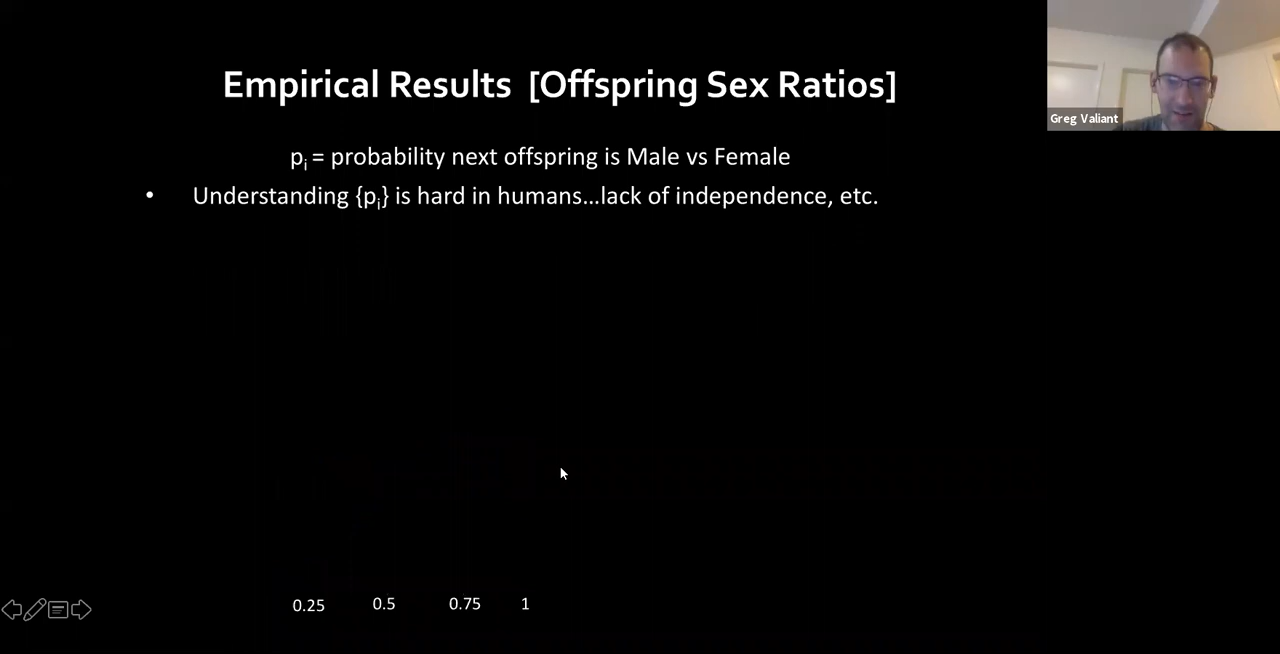 Empirical Results [Offspring Sex Ratios]
Greg Valiant
pi = probability next offspring is Male vs Female
• Understanding {pi} is hard in humans...lack of independence, etc.
0.25 0.5 0.75 1